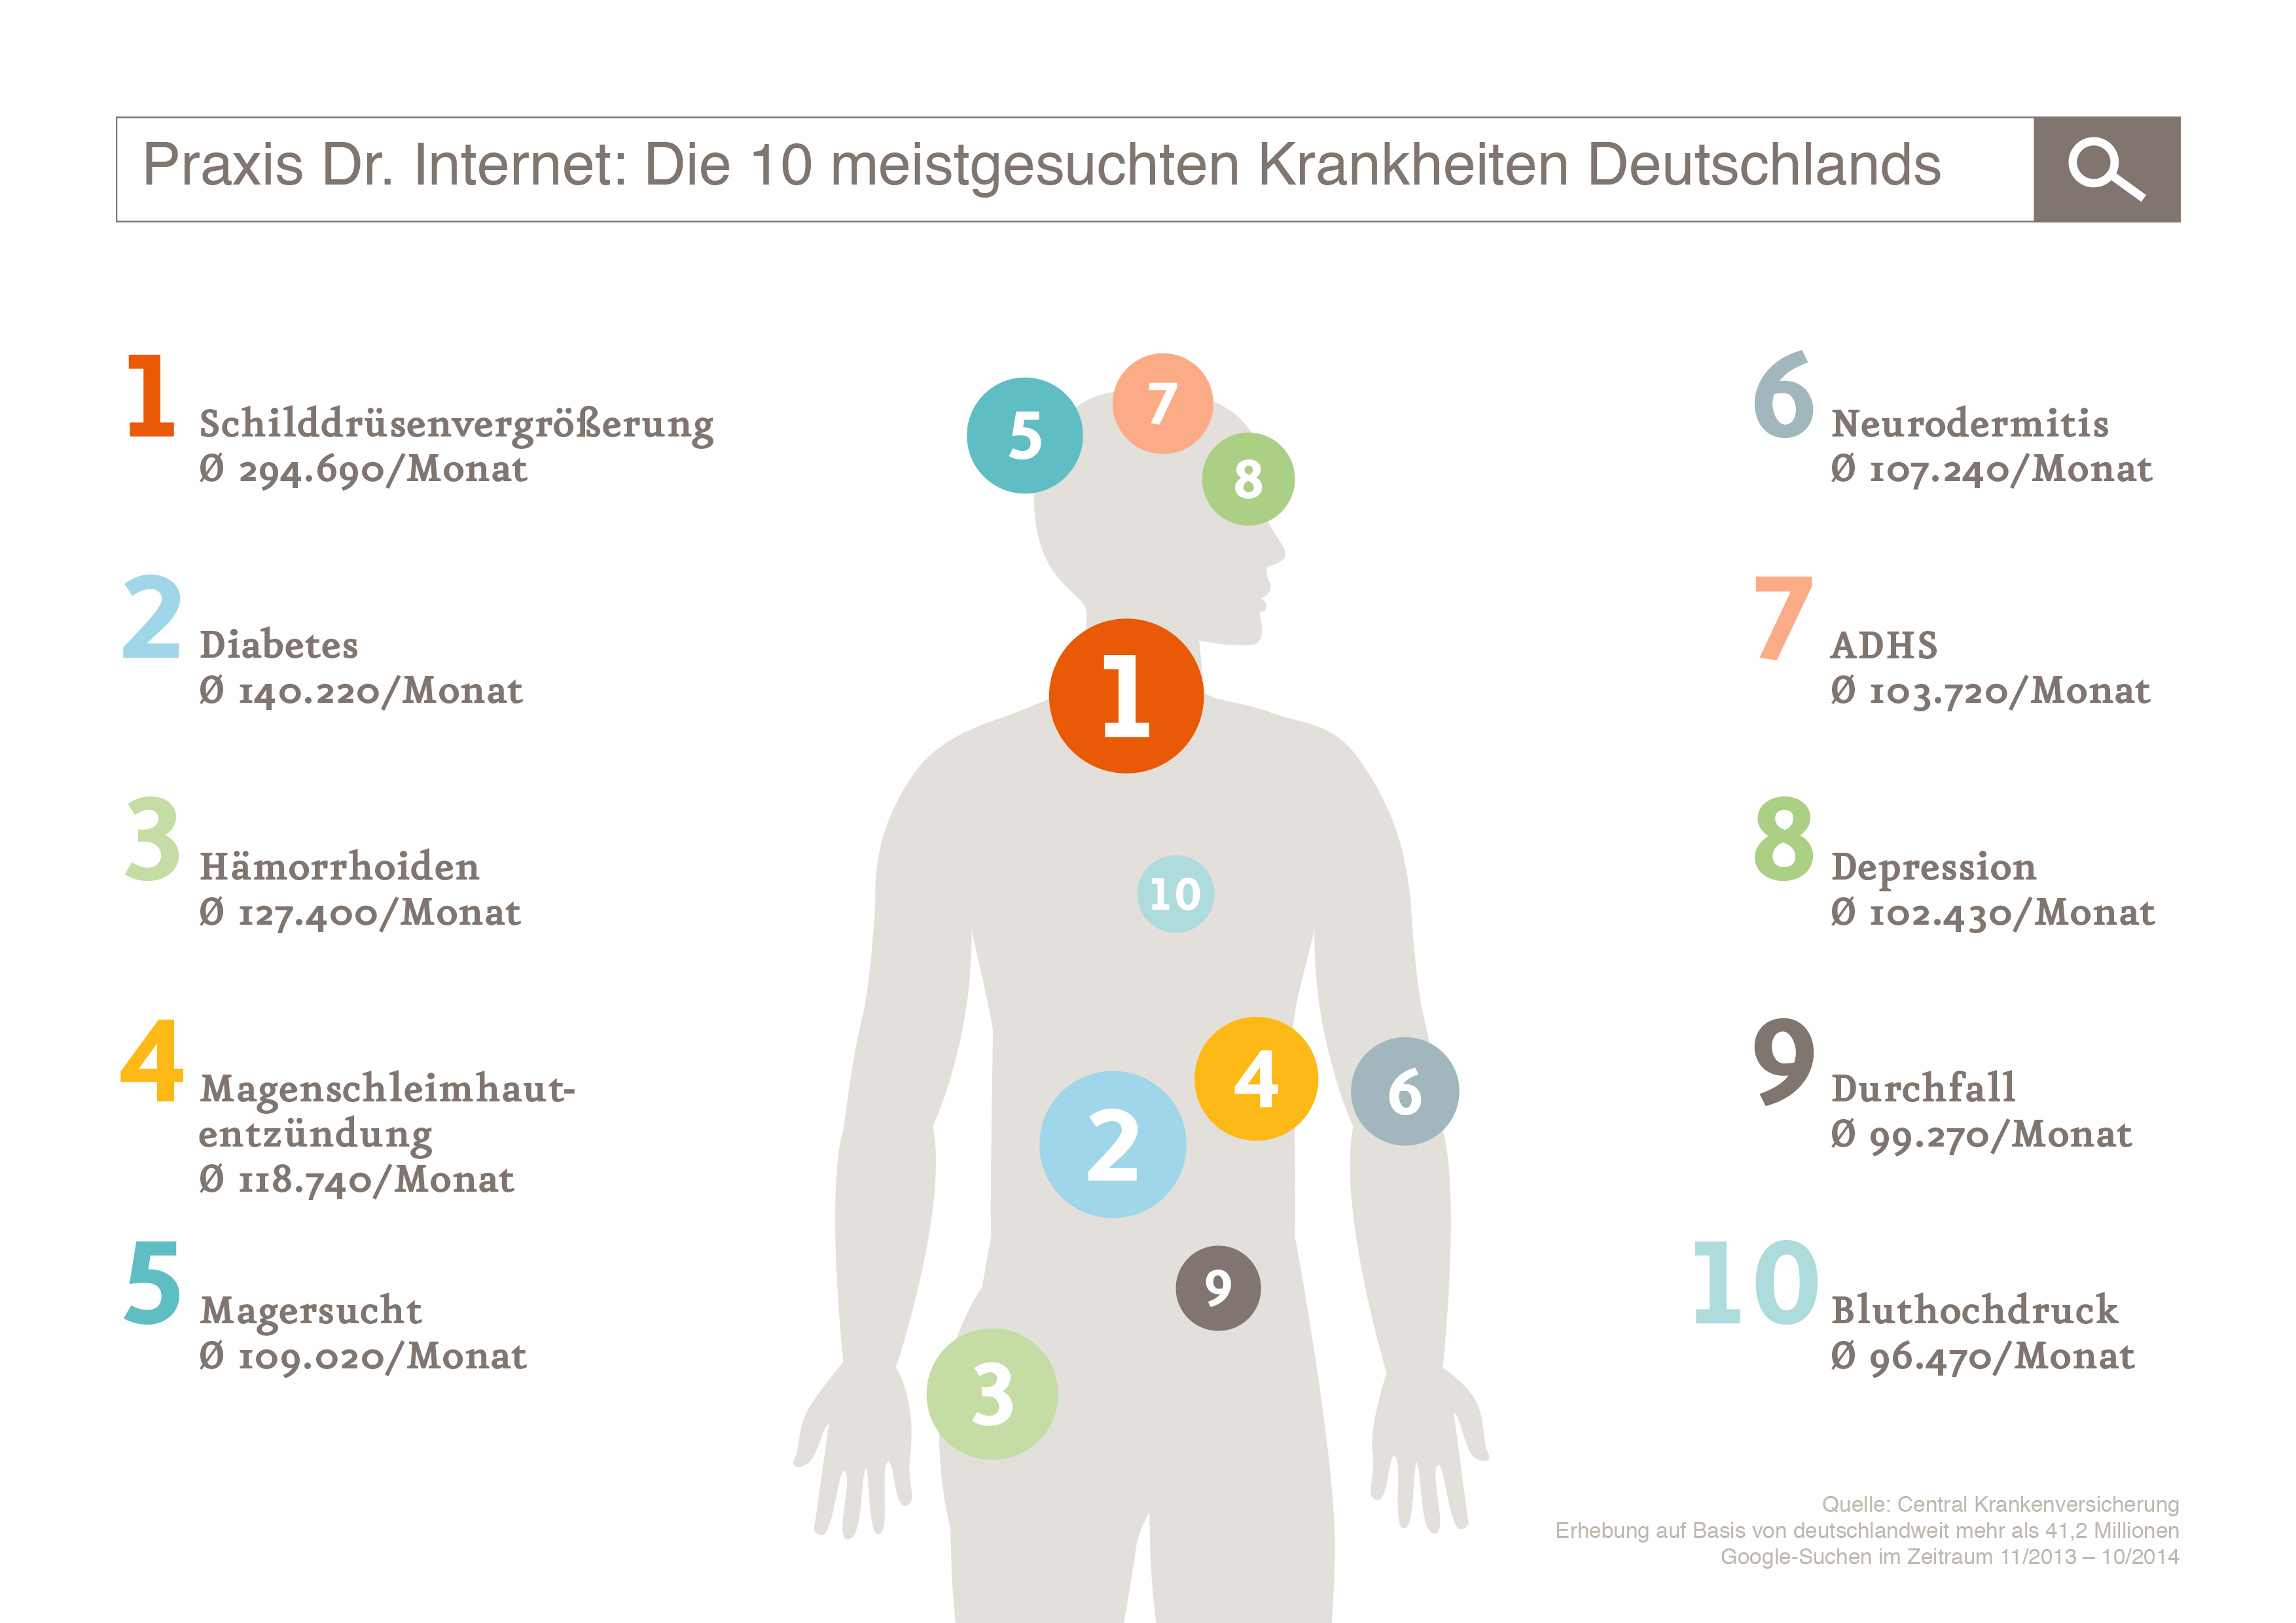 Praxis Dr. Internet: Die 10 meistgesuchten Krankheiten Deutschlands
1
Schilddrüsenvergrößerung
Ø 294.690/Monat
2
Diabetes
Ø 140.220/Monat
3
Hämorrhoiden
Ø 127.400/Monat
4
Magenschleimhaut-
entzündung
Ø 118.740/Monat
5
Magersucht
Ø 109.020/Monat
5
7
8
1
10
4
6
2
9
3
6
Neurodermitis
Ø 107.240/Monat
7
ADHS
Ø 103.720/Monat
8
Depression
Ø 102.430/Monat
9
Durchfall
Ø 99.270/Monat
10
Bluthochdruck
Ø 96.470/Monat
Quelle: Central Krankenversicherung
Erhebung auf Basis von deutschlandweit mehr als 41,2 Millionen
Google-Suchen im Zeitraum 11/2013 – 10/2014